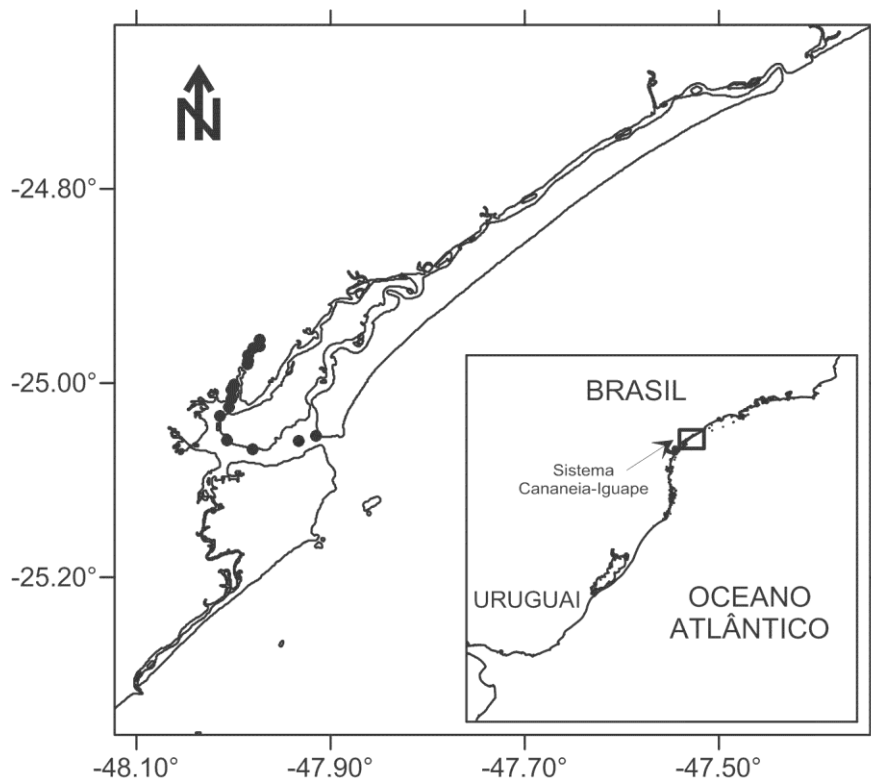 N
-24.80°
-25.00°
-25.20°
BRASIL
Sistema
Cananeia-Iguape
URUGUAI
OCEANO
ATLÂNTICO
-48.10°
-47.90°
-47.70°
-47.50°